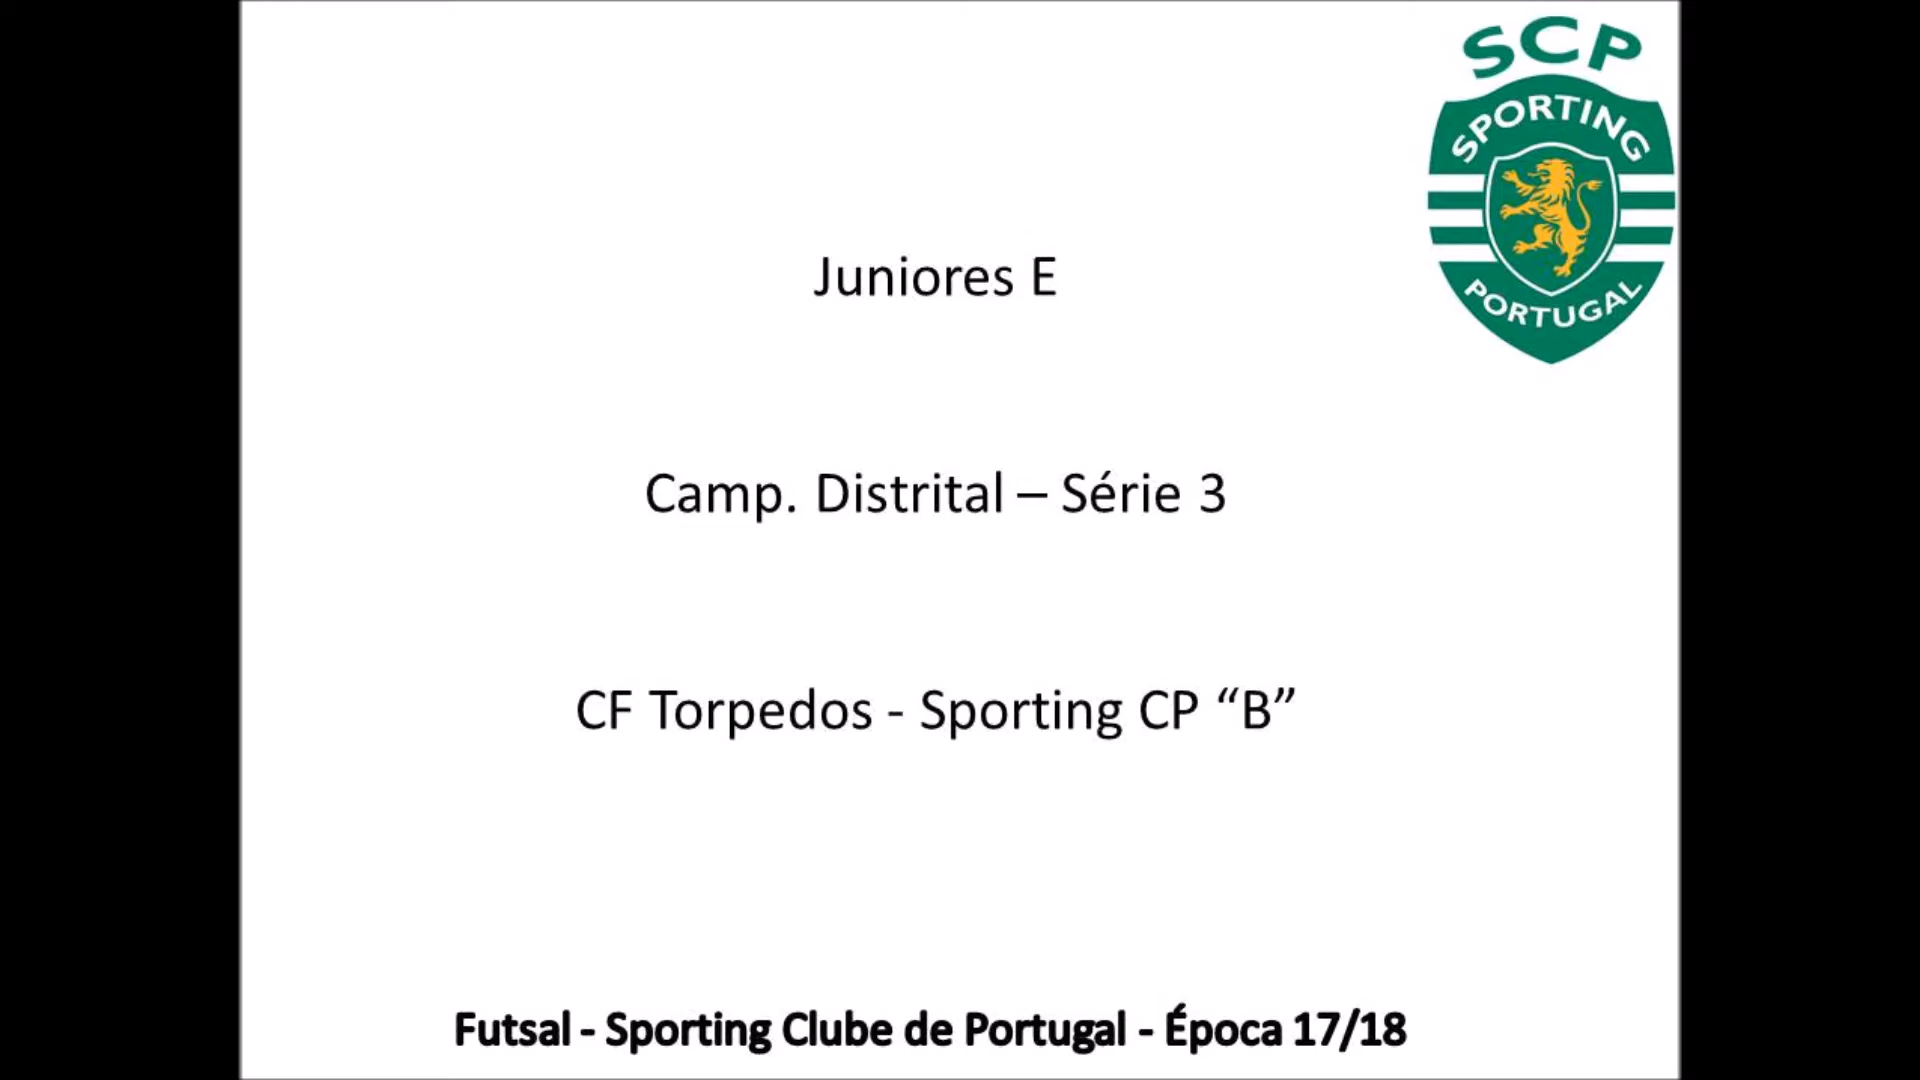 SCP
SPORTING
PORTUGAL
Juniores E
Camp. Distrital – Série 3
CF Torpedos - Sporting CP “B”
Futsal - Sporting Clube de Portugal - Época 17/18